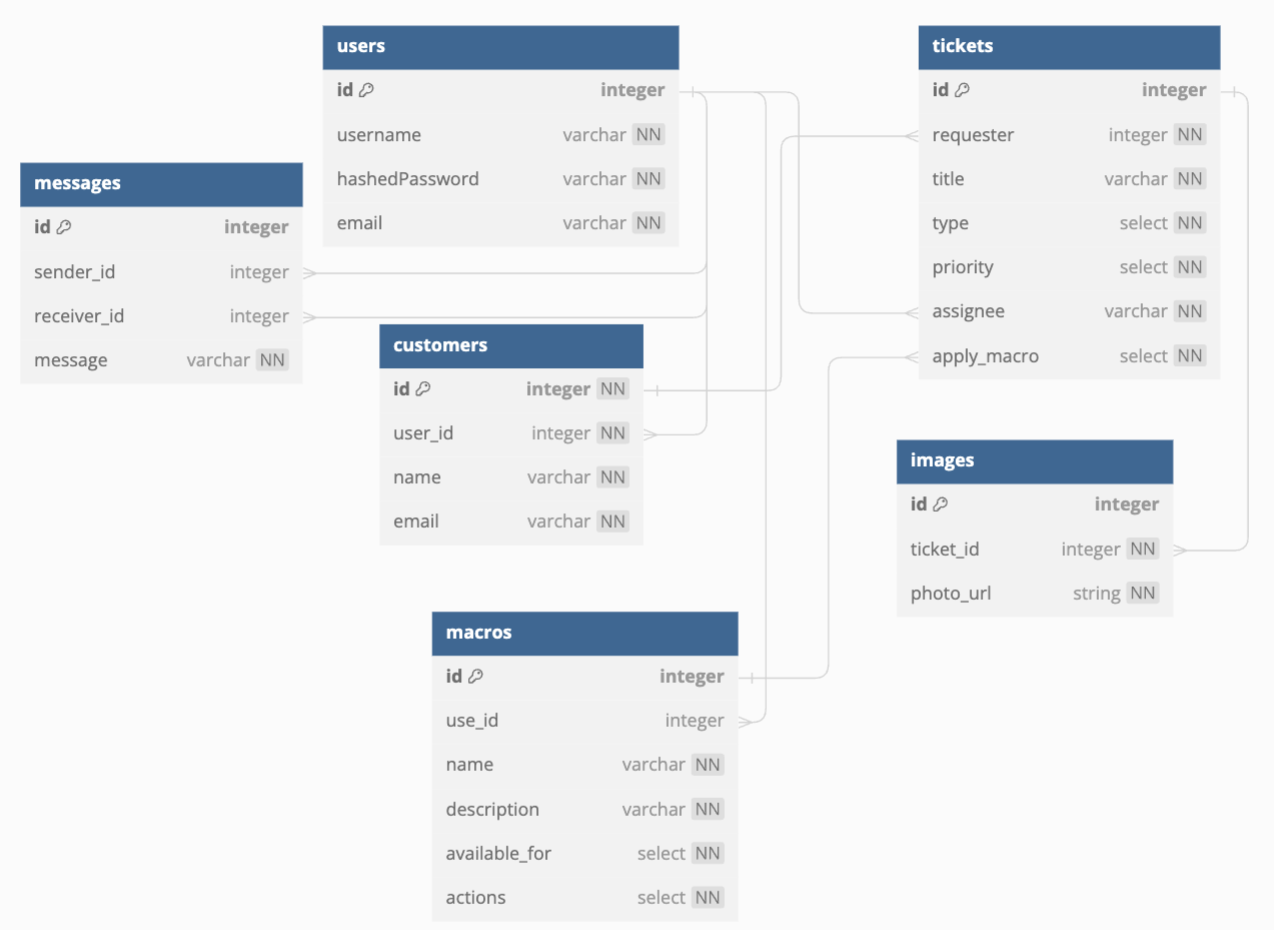 users
id integer
username varchar NN
hashedPassword varchar NN
email varchar NN
tickets
id integer
requester integer NN
title varchar NN
type select NN
priority select NN
assignee varchar NN
apply_macro select NN
messages
id integer
sender_id integer
receiver_id integer
message varchar NN
customers
id integer NN
user_id integer NN
name varchar NN
email varchar NN
images
id integer
ticket_id integer NN
photo_url string NN
macros
id integer
use_id integer
name varchar NN
description varchar NN
available_for select NN
actions select NN